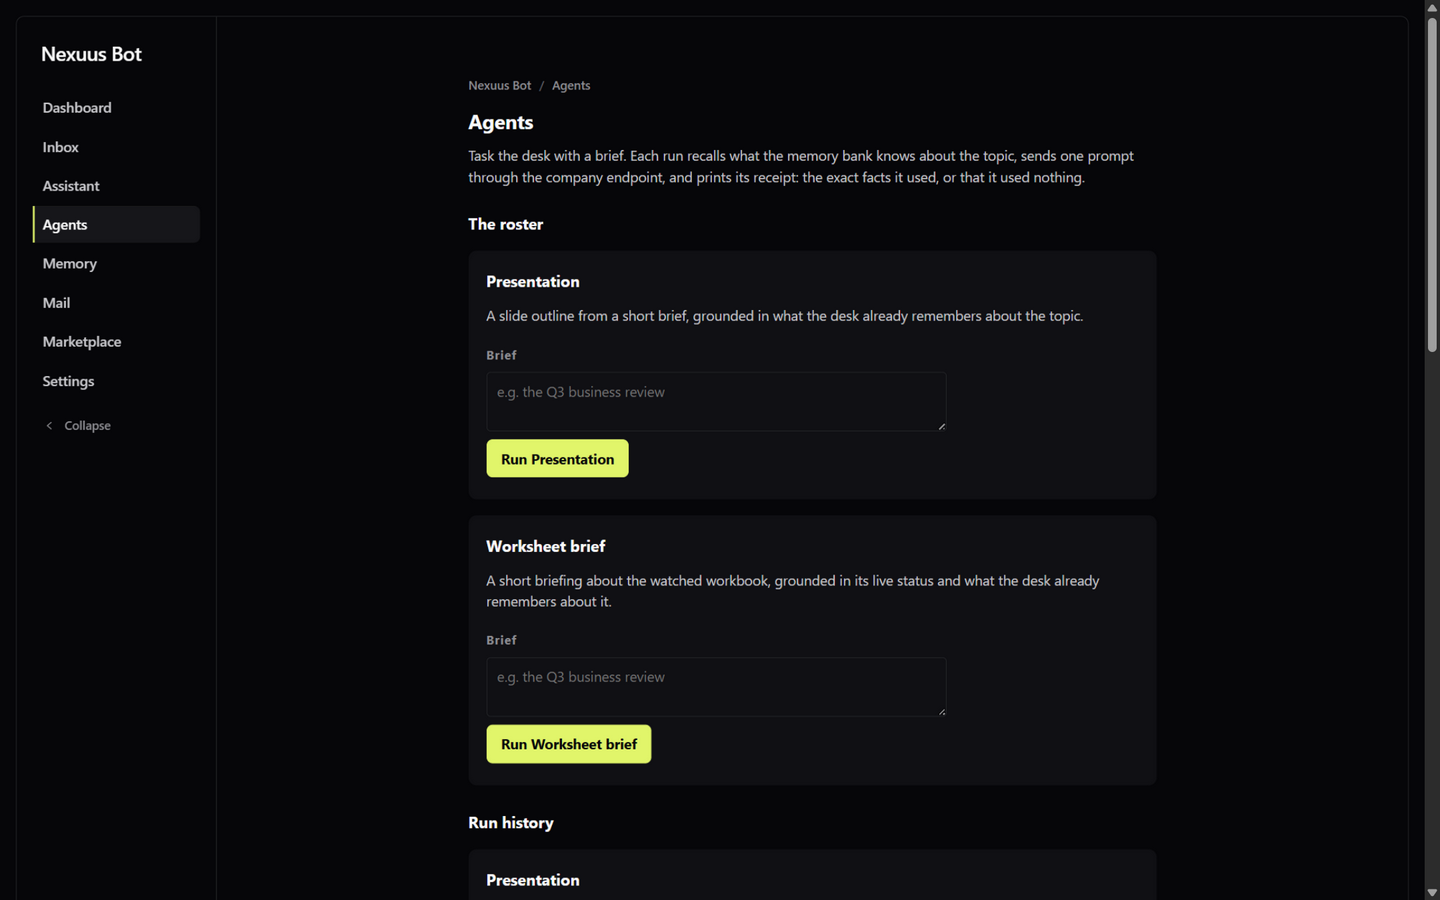 Nexuus Bot
Dashboard
Inbox
Assistant
Agents
Memory
Mail
Marketplace
Settings
Collapse
Nexuus Bot / Agents
Agents
Task the desk with a brief. Each run recalls what the memory bank knows about the topic, sends one prompt
through the company endpoint, and prints its receipt: the exact facts it used, or that it used nothing.
The roster
Presentation
A slide outline from a short brief, grounded in what the desk already remembers about the topic.
Brief
e.g. the Q3 business review
Run Presentation
Worksheet brief
A short briefing about the watched workbook, grounded in its live status and what the desk already
remembers about it.
Brief
e.g. the Q3 business review
Run Worksheet brief
Run history
Presentation